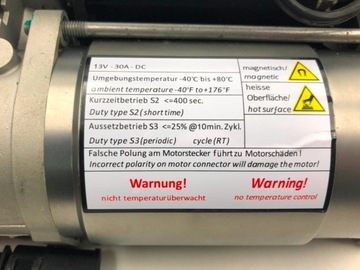 13V - 30A - DC
Umgebungstemperatur -40°C bis +80°C
ambient temperature -40°F to+176°F
magnetisch/
magnetic
Kurzzeitbetrieb S2 <=400 sec.
Duty type S2 (short time)
heisse
Oberfläche/
hot surface
Aussetzbetrieb S3 <=25% @10min. Zykl.
Duty type S3 (periodic) cycle (RT)
Falsche Polung am Motorstecker führt zu Motorschäden!
Incorrect polarity on motor connector will damage the motor!
Warnung! Warning!
nicht temperaturüberwacht no temperature control